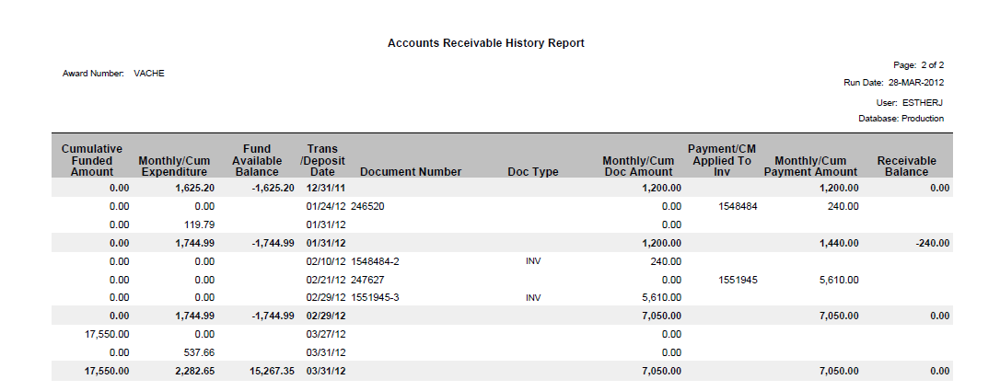 Accounts Receivable History Report
Award Number: VACHE
Page: 2 of 2
Run Date: 28-MAR-2012
User: ESTHERJ
Database: Production
Cumulative Funded Amount Monthly/Cum Expenditure Fund Available Balance Trans /Deposit Date Document Number Doc Type Monthly/Cum Doc Amount Payment/CM Applied To Inv Monthly/Cum Payment Amount Receivable Balance
0.00 1,625.20 -1,625.20 12/31/11 1,200.00 1,200.00 0.00
0.00 0.00 01/24/12 246520 0.00 1548484 240.00
0.00 119.79 01/31/12 0.00
0.00 1,744.99 -1,744.99 01/31/12 1,200.00 1,440.00 -240.00
0.00 0.00 02/10/12 1548484-2 INV 240.00
0.00 0.00 02/21/12 247627 0.00 1551945 5,610.00
0.00 0.00 02/29/12 1551945-3 INV 5,610.00
0.00 1,744.99 -1,744.99 02/29/12 7,050.00 7,050.00 0.00
17,550.00 0.00 03/27/12 0.00
0.00 537.66 03/31/12 0.00
17,550.00 2,282.65 15,267.35 03/31/12 7,050.00 7,050.00 0.00